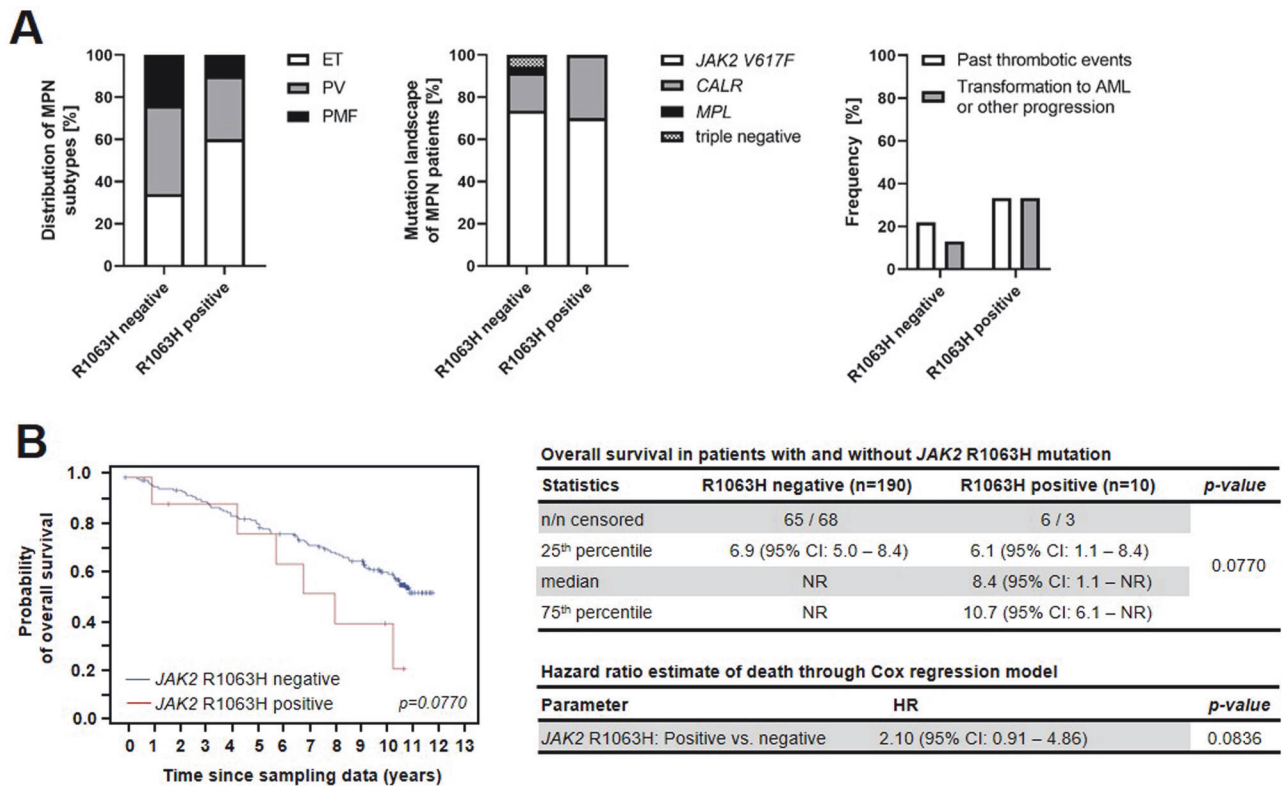 A
Distribution of MPN
subtypes [%]
100
80
60
40
20
0
R1063H negative
R1063H positive
ET
PV
PMF
Mutation landscape
of MPN patients [%]
100
80
60
40
20
0
R1063H negative
R1063H positive
JAK2 V617F
CALR
MPL
triple negative
Frequency [%]
100
80
60
40
20
0
R1063H negative
R1063H positive
Past thrombotic events
Transformation to AML
or other progression
B
Probability
of overall survival
1.0
0.8
0.6
0.4
0.2
0.0
JAK2 R1063H negative
JAK2 R1063H positive
p=0.0770
0 1 2 3 4 5 6 7 8 9 10 11 12 13
Time since sampling data (years)
Overall survival in patients with and without JAK2 R1063H mutation
Statistics R1063H negative (n=190) R1063H positive (n=10) p-value
n/n censored 65 / 68 6 / 3
25th percentile 6.9 (95% CI: 5.0 – 8.4) 6.1 (95% CI: 1.1 – 8.4)
0.0770
median NR 8.4 (95% CI: 1.1 – NR)
75th percentile NR 10.7 (95% CI: 6.1 – NR)
Hazard ratio estimate of death through Cox regression model
Parameter HR p-value
JAK2 R1063H: Positive vs. negative 2.10 (95% CI: 0.91 – 4.86) 0.0836